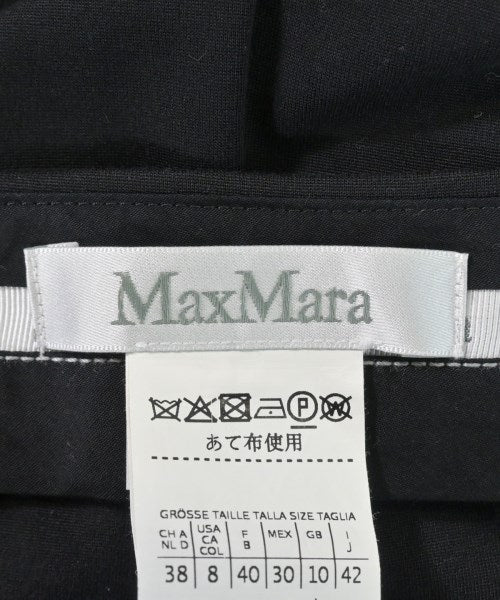 MaxMara
P W
あて布使用
GRÖSSE TAILLE TALLA SIZE TAGLIA
CH A NL D USA CA COL F B MEX GB I J
38 8 40 30 10 42